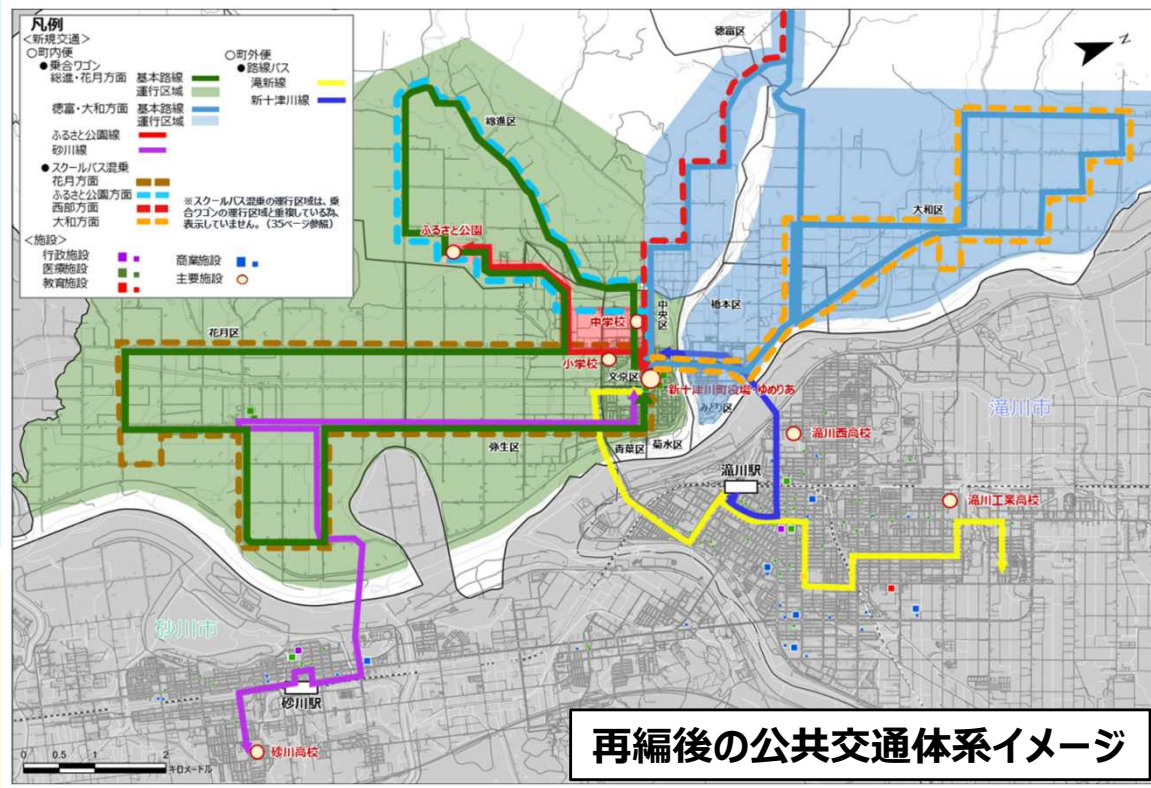 凡例
<新規交通>
○町内便
●乗合ワゴン
総進・花月方面 基本路線
運行区域
徳富・大和方面 基本路線
運行区域
ふるさと公園線
砂川線
●スクールバス混乗
花月方面
ふるさと公園方面
西部方面
大和方面
○町外便
●路線バス
滝新線
新十津川線
※スクールバス混乗の運行区域は、乗
合ワゴンの運行区域と重複している為、
表示していません。(35ページ参照)
<施設>
行政施設
医療施設
教育施設
商業施設
主要施設
徳富区
N
総進区
大和区
ふるさと公園
中学校
中央区
橋本区
花月区
小学校
文京区
新十津川町役場・ゆめりあ
みどり区
滝川市
弥生区
青葉区
菊水区
滝川西高校
滝川駅
滝川工業高校
砂川市
砂川駅
砂川高校
0 0.5 1 2
キロメートル
再編後の公共交通体系イメージ